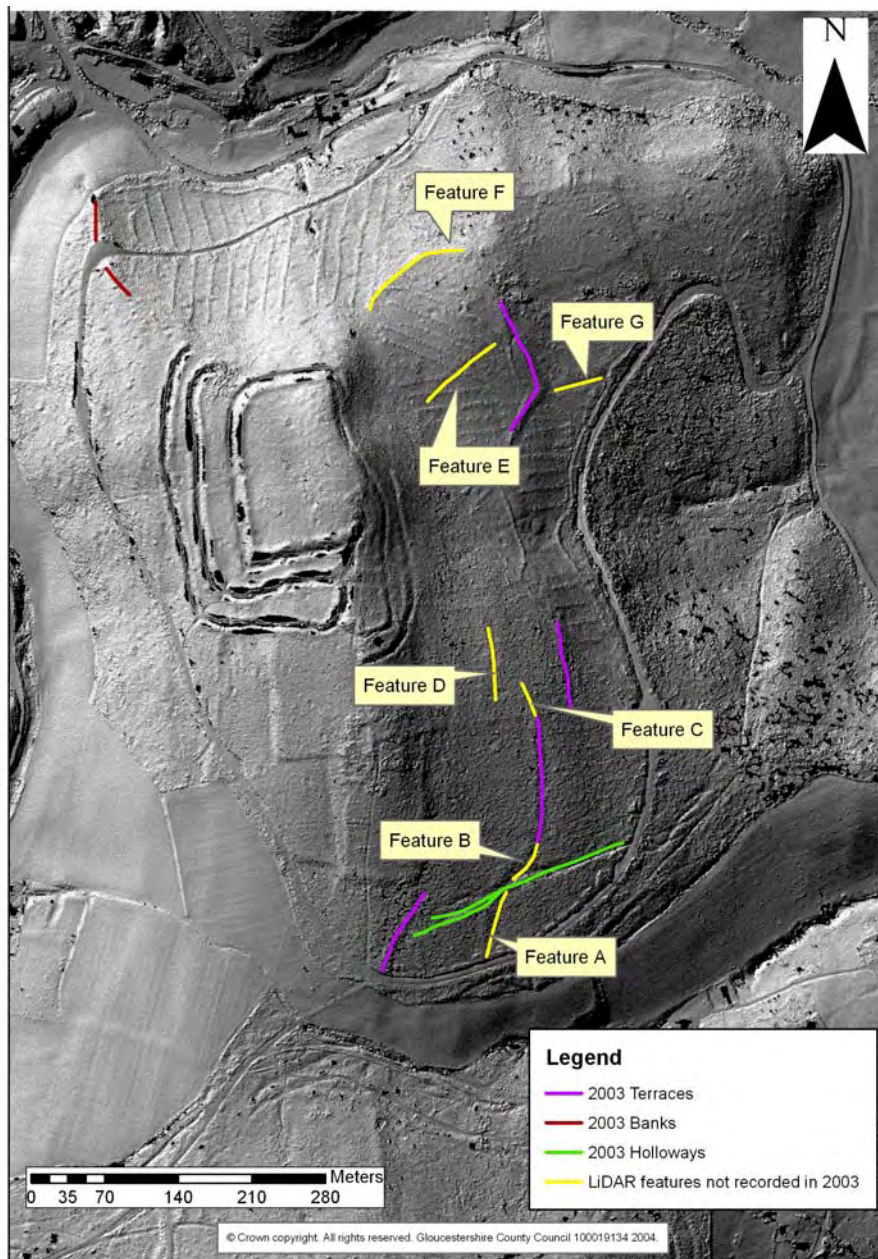 N
Feature F
Feature G
Feature E
Feature D
Feature C
Feature B
Feature A
Legend
2003 Terraces
2003 Banks
2003 Holloways
LiDAR features not recorded in 2003
Meters
0 35 70 140 210 280
© Crown copyright. All rights reserved. Gloucestershire County Council 100019134 2004.